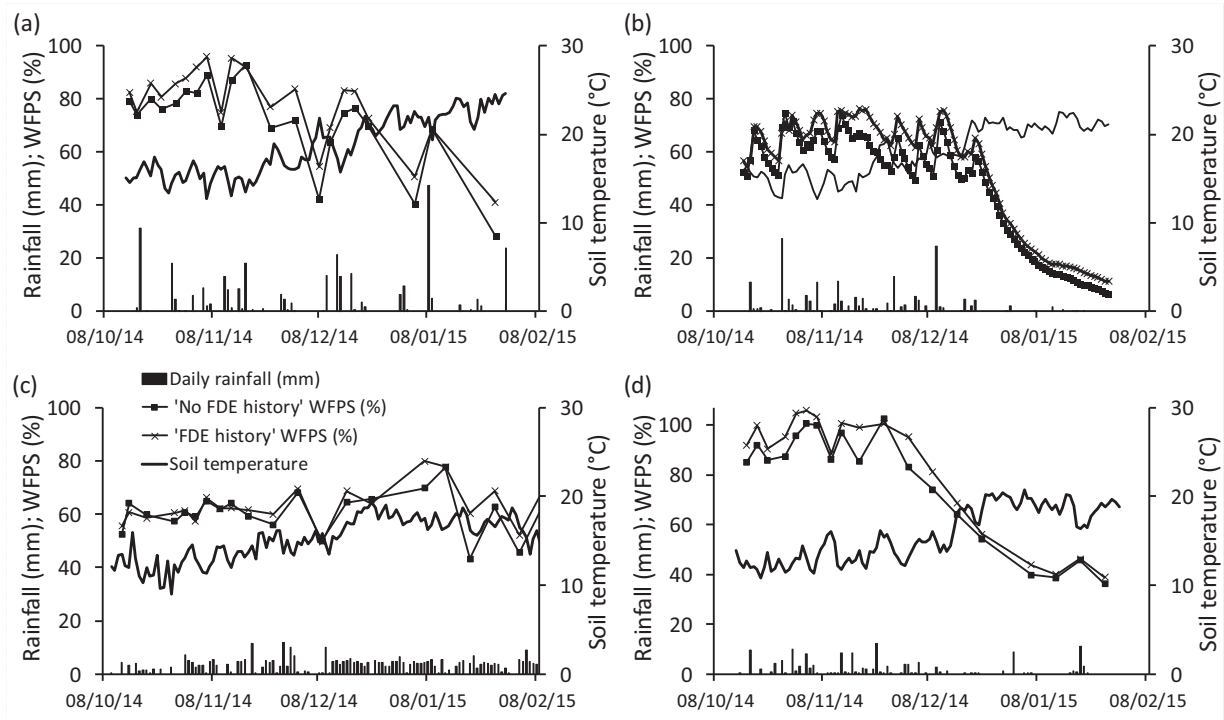 (a)
Rainfall (mm); WFPS (%)
100
80
60
40
20
0
30
20
10
0
Soil temperature (°C)
08/10/14 08/11/14 08/12/14 08/01/15 08/02/15
(b)
Rainfall (mm); WFPS (%)
100
80
60
40
20
0
30
20
10
0
Soil temperature (°C)
08/10/14 08/11/14 08/12/14 08/01/15 08/02/15
(c)
Rainfall (mm); WFPS (%)
100
80
60
40
20
0
Daily rainfall (mm)
'No FDE history' WFPS (%)
'FDE history' WFPS (%)
Soil temperature
30
20
10
0
Soil temperature (°C)
08/10/14 08/11/14 08/12/14 08/01/15 08/02/15
(d)
Rainfall (mm); WFPS (%)
100
80
60
40
20
0
30
20
10
0
Soil temperature (°C)
08/10/14 08/11/14 08/12/14 08/01/15 08/02/15